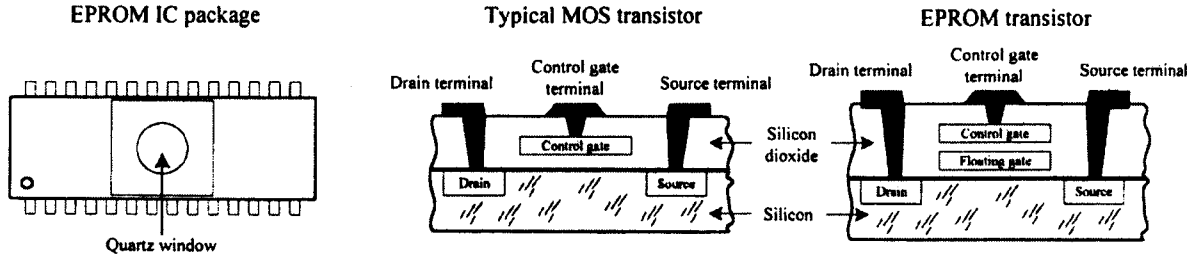 EPROM IC package
Quartz window
Typical MOS transistor
Drain terminal
Control gate
terminal
Source terminal
Control gate
Drain
Source
Silicon
dioxide
Silicon
EPROM transistor
Drain terminal
Control gate
terminal
Source terminal
Control gate
Floating gate
Drain
Source